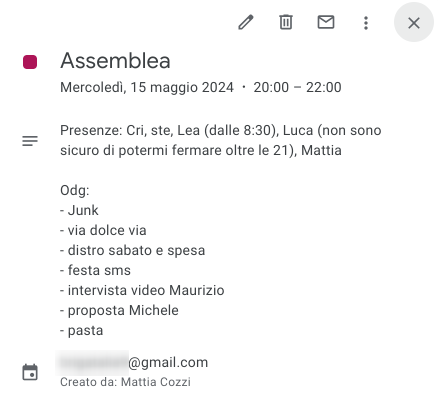 Assemblea
Mercoledì, 15 maggio 2024 · 20:00 – 22:00
Presenze: Cri, ste, Lea (dalle 8:30), Luca (non sono
sicuro di potermi fermare oltre le 21), Mattia
Odg:
- Junk
- via dolce via
- distro sabato e spesa
- festa sms
- intervista video Maurizio
- proposta Michele
- pasta
@gmail.com
Creato da: Mattia Cozzi